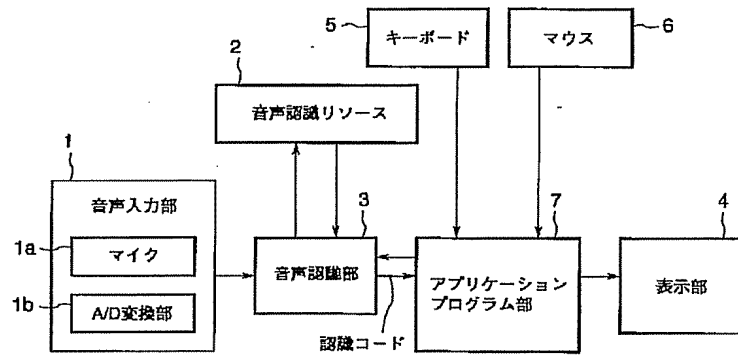 5
キーボード
マウス
6
2
音声認識リソース
1
音声入力部
1a
マイク
1b
A/D変換部
3
音声認識部
認識コード
7
アプリケーション
プログラム部
4
表示部